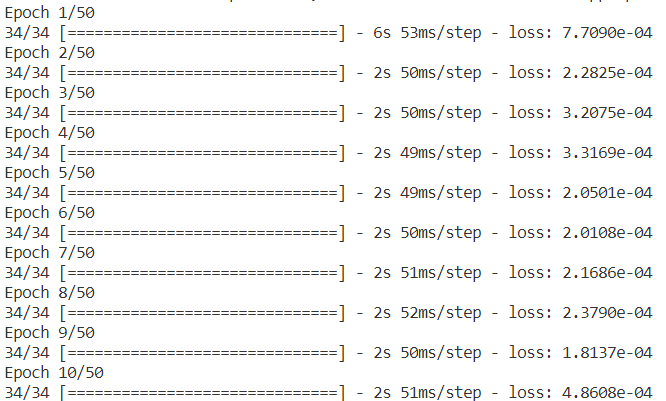 Epoch 1/50
34/34 [==============================] - 6s 53ms/step - loss: 7.7090e-04
Epoch 2/50
34/34 [==============================] - 2s 50ms/step - loss: 2.2825e-04
Epoch 3/50
34/34 [==============================] - 2s 50ms/step - loss: 3.2075e-04
Epoch 4/50
34/34 [==============================] - 2s 49ms/step - loss: 3.3169e-04
Epoch 5/50
34/34 [==============================] - 2s 49ms/step - loss: 2.0501e-04
Epoch 6/50
34/34 [==============================] - 2s 50ms/step - loss: 2.0108e-04
Epoch 7/50
34/34 [==============================] - 2s 51ms/step - loss: 2.1686e-04
Epoch 8/50
34/34 [==============================] - 2s 52ms/step - loss: 2.3790e-04
Epoch 9/50
34/34 [==============================] - 2s 50ms/step - loss: 1.8137e-04
Epoch 10/50
34/34 [==============================] - 2s 51ms/step - loss: 4.8608e-04